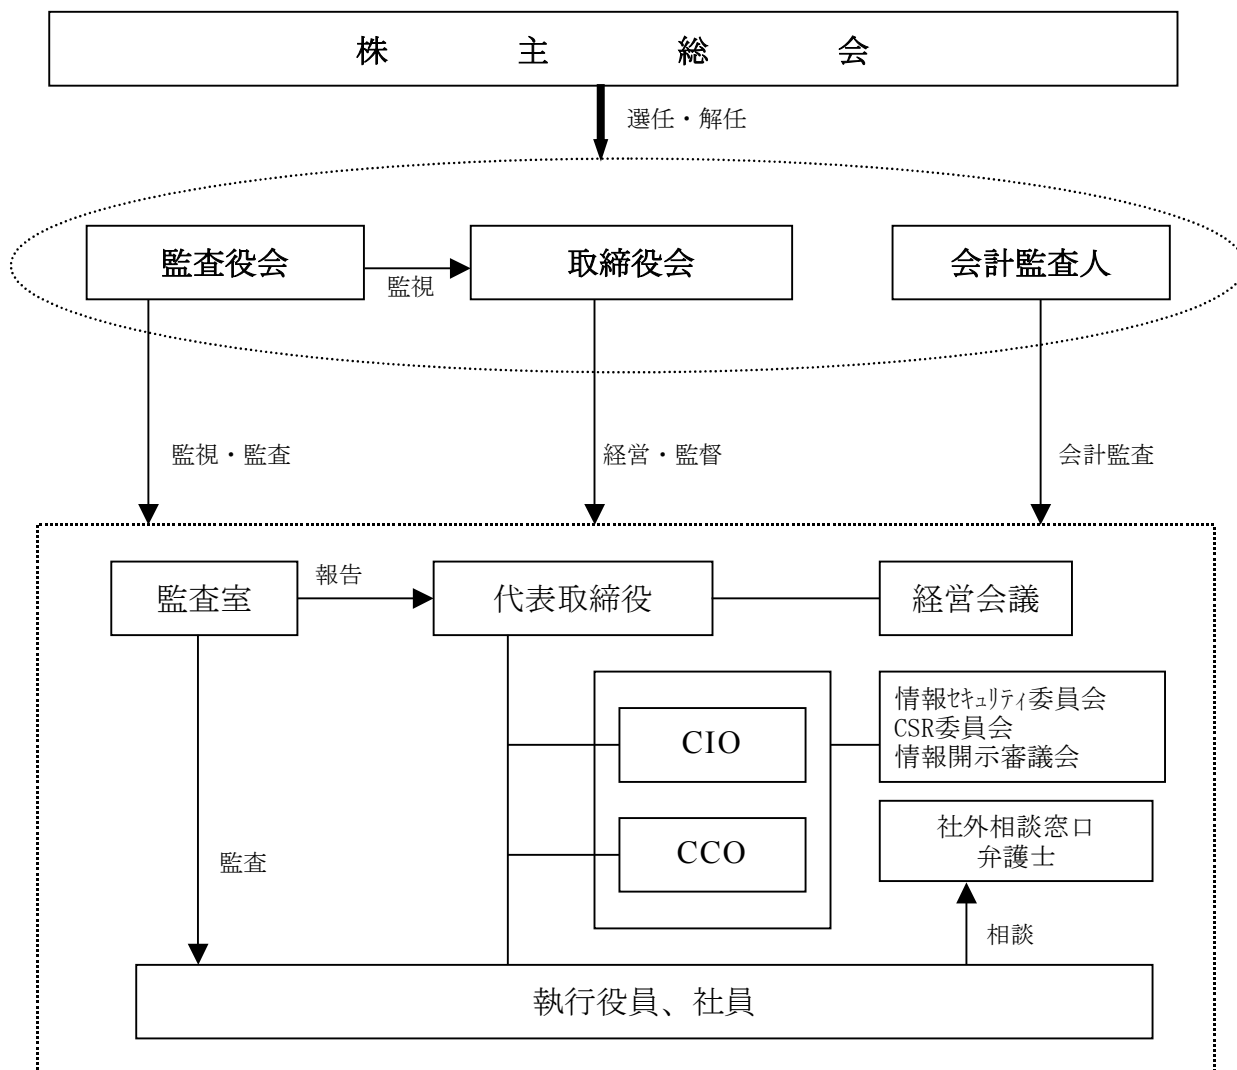 株主総会
選任・解任
監査役会
取締役会
会計監査人
監視
監視・監査
経営・監督
会計監査
監査室
報告
代表取締役
経営会議
情報ｾｷｭﾘﾃｨ委員会
CSR委員会
情報開示審議会
CIO
社外相談窓口
弁護士
CCO
監査
相談
執行役員、社員